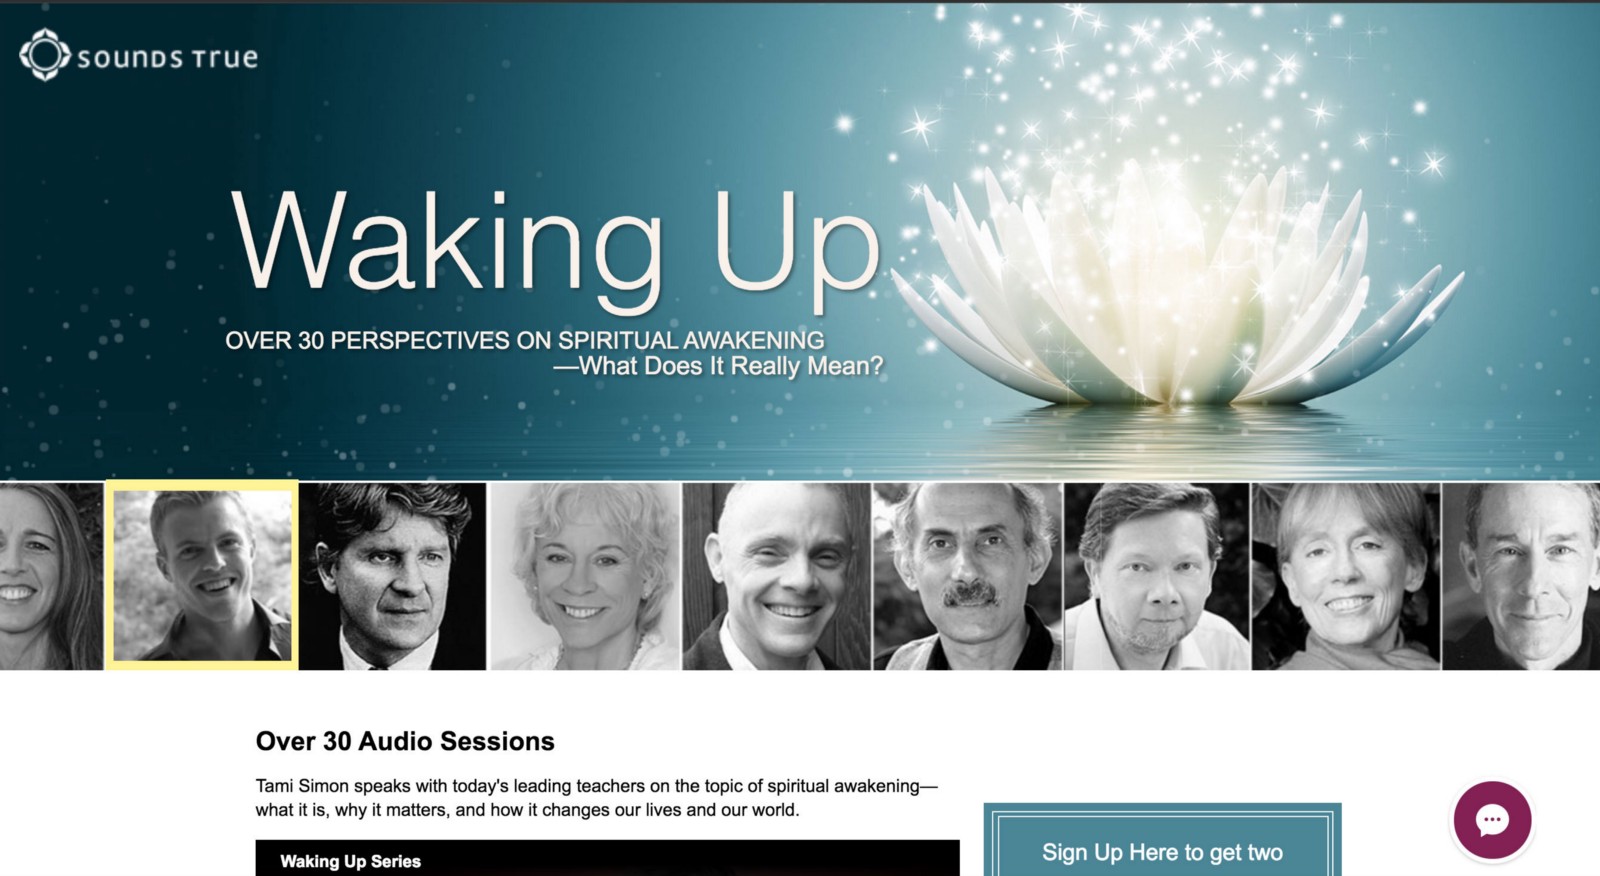 SOUNDS TRUE
Waking Up
OVER 30 PERSPECTIVES ON SPIRITUAL AWAKENING
—What Does It Really Mean?
Over 30 Audio Sessions
Tami Simon speaks with today's leading teachers on the topic of spiritual awakening—
what it is, why it matters, and how it changes our lives and our world.
Waking Up Series
Sign Up Here to get two